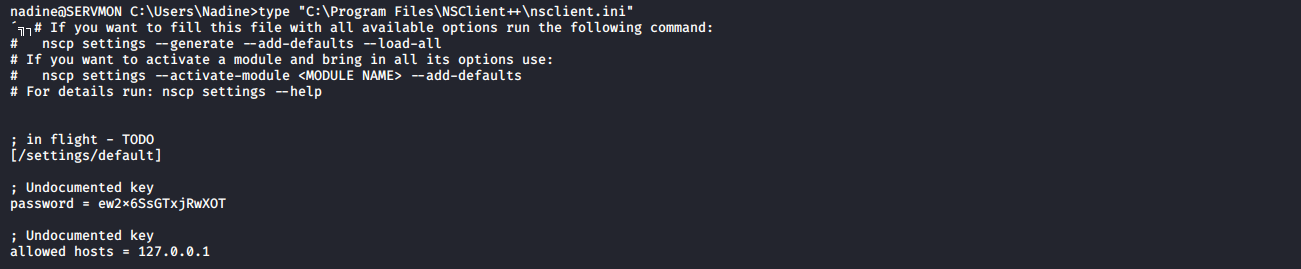 nadine@SERVMON C:\Users\Nadine>type "C:\Program Files\NSClient++\nsclient.ini"
´╗┐# If you want to fill this file with all available options run the following command:
#   nscp settings --generate --add-defaults --load-all
# If you want to activate a module and bring in all its options use:
#   nscp settings --activate-module <MODULE NAME> --add-defaults
# For details run: nscp settings --help
; in flight - TODO
[/settings/default]
; Undocumented key
password = ew2x6SsGTxjRwXOT
; Undocumented key
allowed hosts = 127.0.0.1